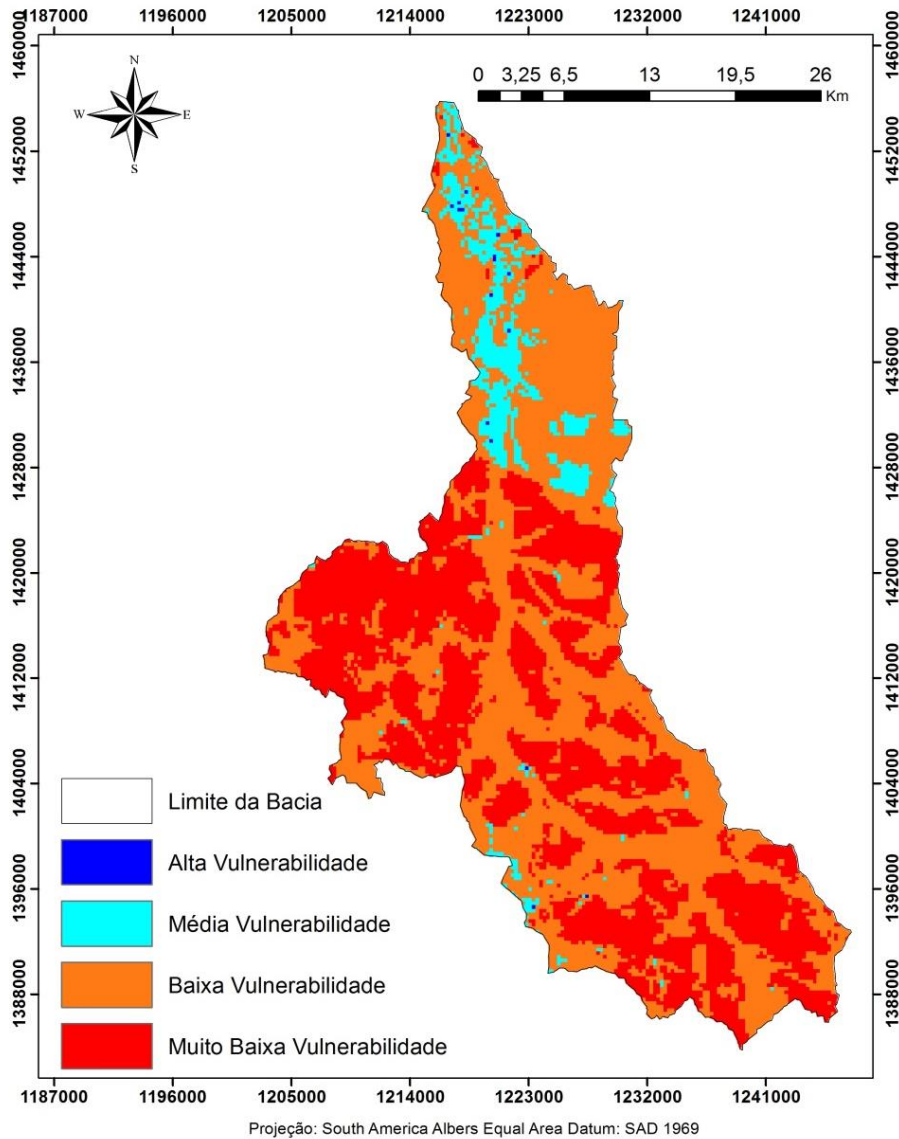 1187000 1196000 1205000 1214000 1223000 1232000 1241000
1460000 1460000
N
W E
S
0 3,25 6,5 13 19,5 26
Km
1452000 1452000
1444000 1444000
1436000 1436000
1428000 1428000
1420000 1420000
1412000 1412000
1404000 1404000
Limite da Bacia
Alta Vulnerabilidade
1396000 1396000
Média Vulnerabilidade
Baixa Vulnerabilidade
1388000 1388000
Muito Baixa Vulnerabilidade
1187000 1196000 1205000 1214000 1223000 1232000 1241000
Projeção: South America Albers Equal Area Datum: SAD 1969